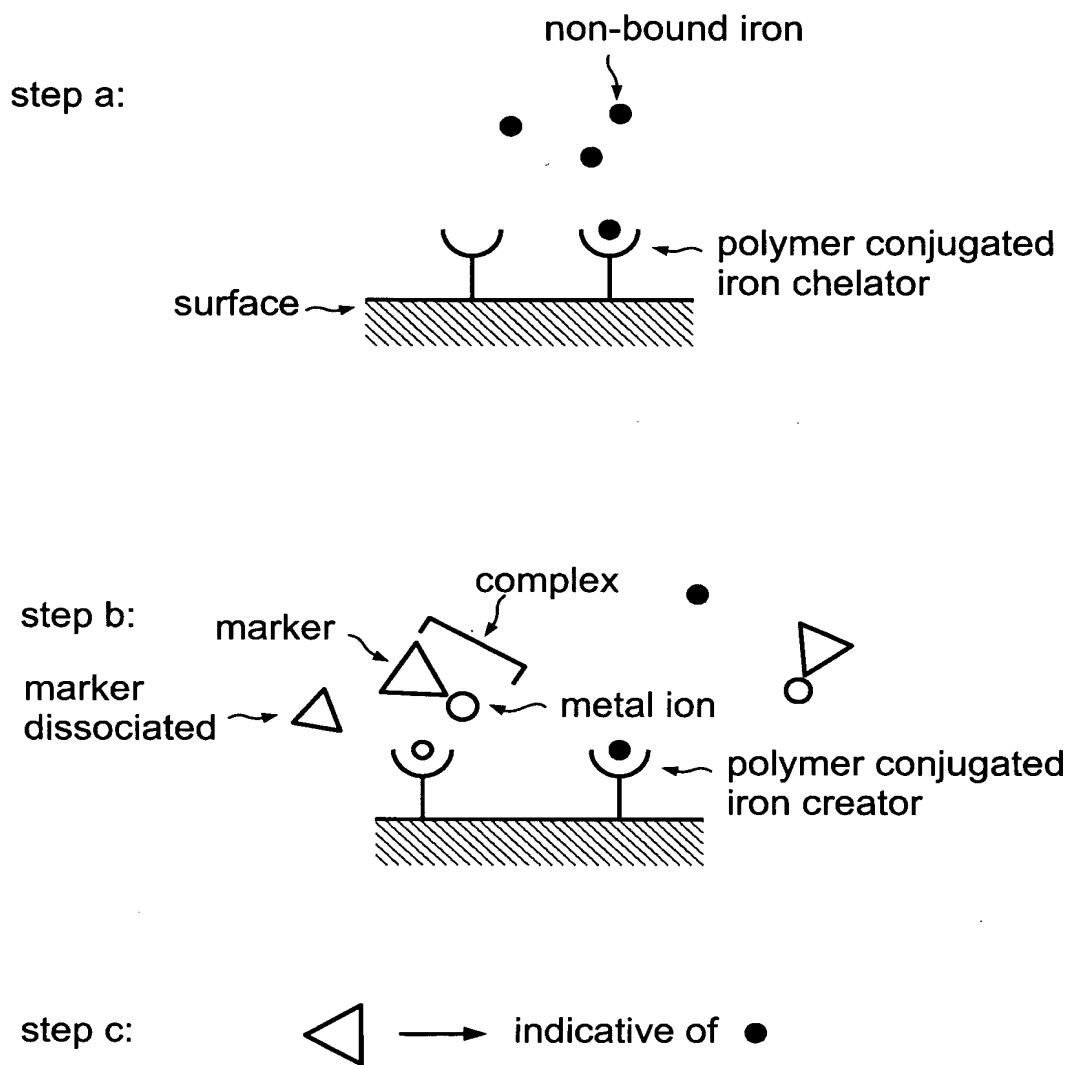 non-bound iron
step a:
polymer conjugated
iron chelator
surface
complex
step b:
marker
marker
dissociated
metal ion
polymer conjugated
iron creator
step c:
indicative of